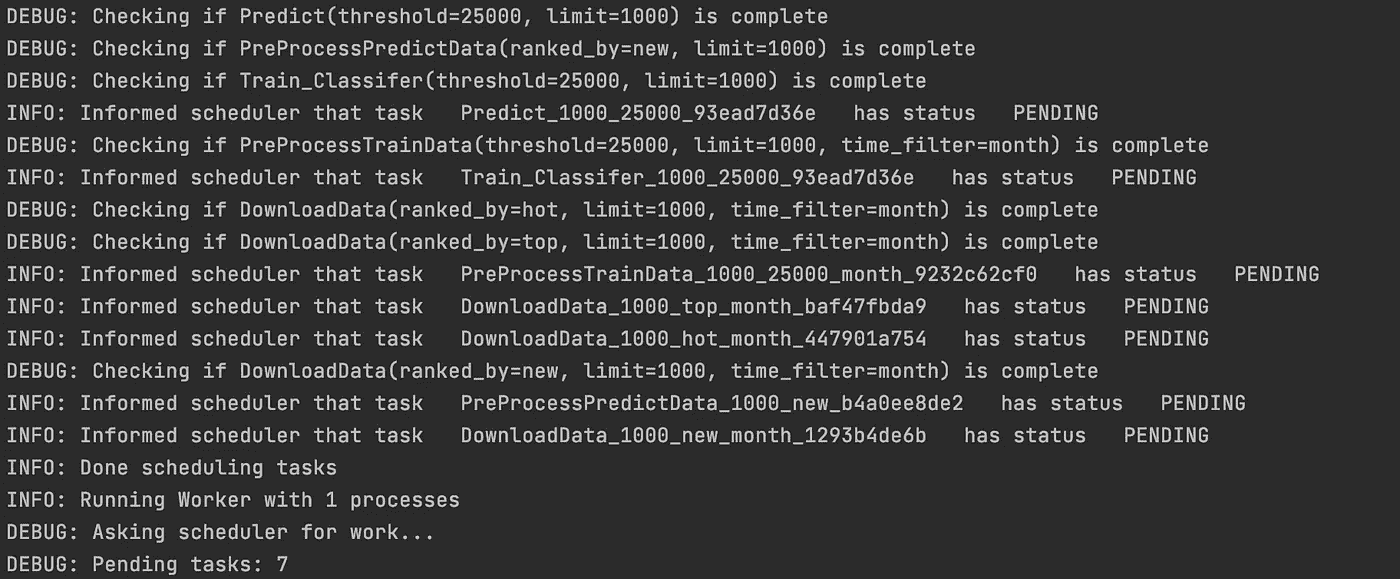 DEBUG: Checking if Predict(threshold=25000, limit=1000) is complete
DEBUG: Checking if PreProcessPredictData(ranked_by=new, limit=1000) is complete
DEBUG: Checking if Train_Classifer(threshold=25000, limit=1000) is complete
INFO: Informed scheduler that task   Predict_1000_25000_93ead7d36e   has status   PENDING
DEBUG: Checking if PreProcessTrainData(threshold=25000, limit=1000, time_filter=month) is complete
INFO: Informed scheduler that task   Train_Classifer_1000_25000_93ead7d36e   has status   PENDING
DEBUG: Checking if DownloadData(ranked_by=hot, limit=1000, time_filter=month) is complete
DEBUG: Checking if DownloadData(ranked_by=top, limit=1000, time_filter=month) is complete
INFO: Informed scheduler that task   PreProcessTrainData_1000_25000_month_9232c62cf0   has status   PENDING
INFO: Informed scheduler that task   DownloadData_1000_top_month_baf47fbda9   has status   PENDING
INFO: Informed scheduler that task   DownloadData_1000_hot_month_447901a754   has status   PENDING
DEBUG: Checking if DownloadData(ranked_by=new, limit=1000, time_filter=month) is complete
INFO: Informed scheduler that task   PreProcessPredictData_1000_new_b4a0ee8de2   has status   PENDING
INFO: Informed scheduler that task   DownloadData_1000_new_month_1293b4de6b   has status   PENDING
INFO: Done scheduling tasks
INFO: Running Worker with 1 processes
DEBUG: Asking scheduler for work...
DEBUG: Pending tasks: 7